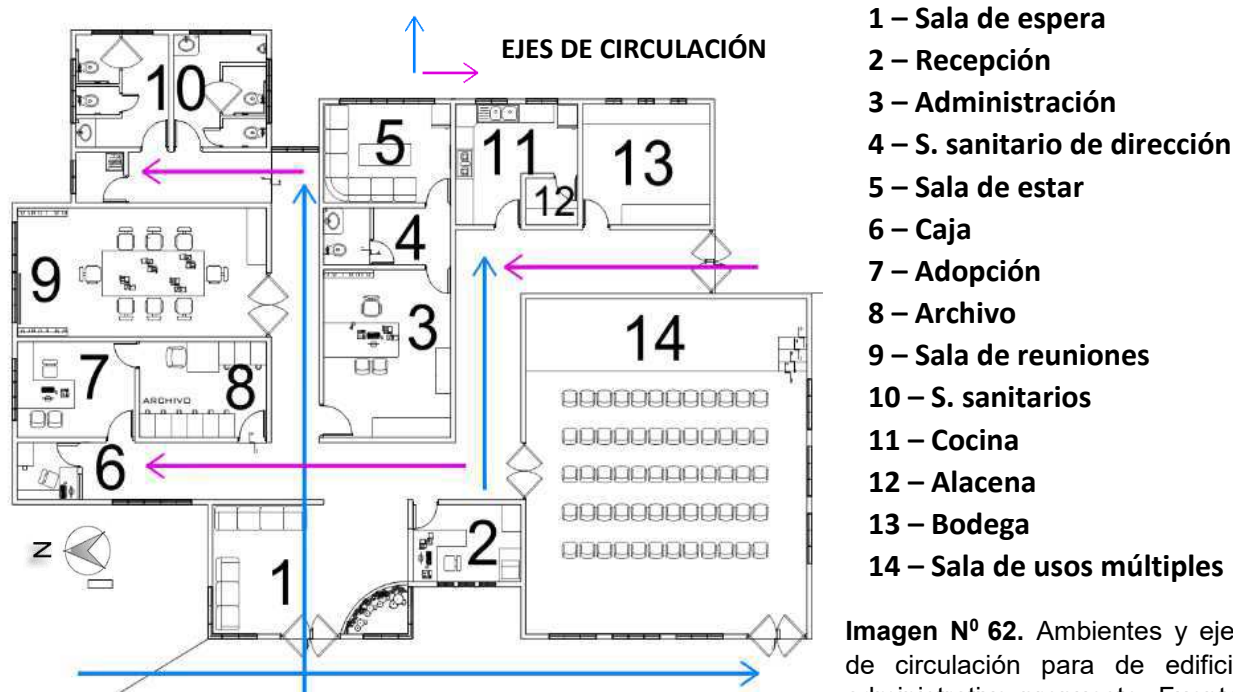 EJES DE CIRCULACIÓN
10
5
11
13
12
4
9
3
14
7
8
ARCHIVO
6
2
1
N
1 – Sala de espera
2 – Recepción
3 – Administración
4 – S. sanitario de dirección
5 – Sala de estar
6 – Caja
7 – Adopción
8 – Archivo
9 – Sala de reuniones
10 – S. sanitarios
11 – Cocina
12 – Alacena
13 – Bodega
14 – Sala de usos múltiples
Imagen N⁰ 62. Ambientes y eje
de circulación para de edifici